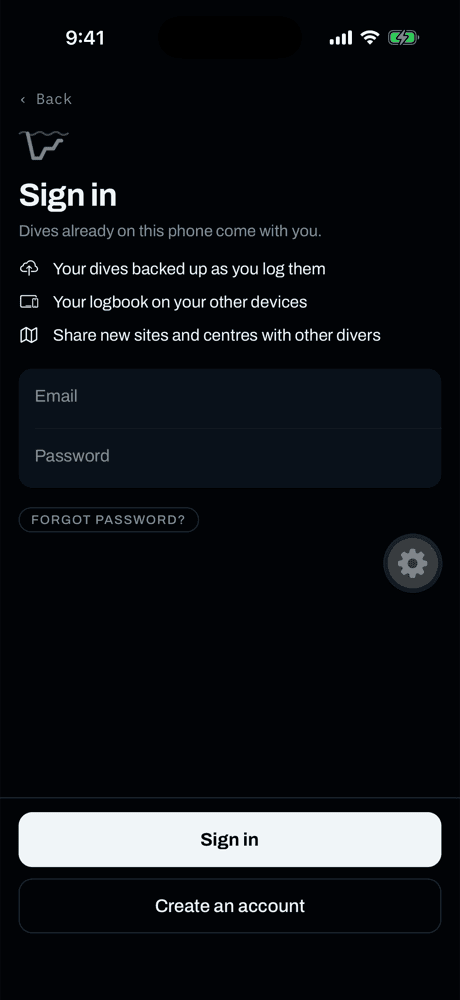 9:41
‹ Back
Sign in
Dives already on this phone come with you.
Your dives backed up as you log them
Your logbook on your other devices
Share new sites and centres with other divers
Email
Password
FORGOT PASSWORD?
Sign in
Create an account